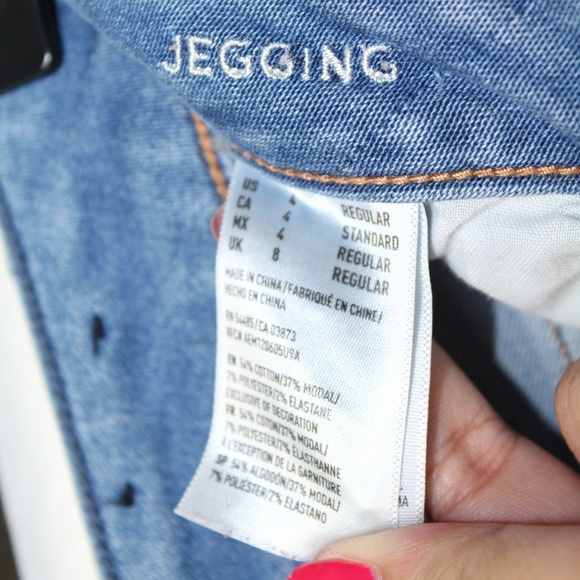 JEGGING
US 4 REGULAR
CA 4 STANDARD
MX 4 REGULAR
UK 8 REGULAR
MADE IN CHINA/FABRIQUÉ EN CHINE/
HECHO EN CHINA
RN 54485/CA 03873
RFC# AEM120605U9A
EN 54% COTTON/37% MODAL/
7% POLYESTER/2% ELASTANE
EXCLUSIVE OF DECORATION
FR 54% COTON/37% MODAL/
7% POLYESTER/2% ÉLASTHANNE
À L'EXCEPTION DE LA GARNITURE
SP 54% ALGODÓN/37% MODAL/
7% POLIÉSTER/2% ELASTANO